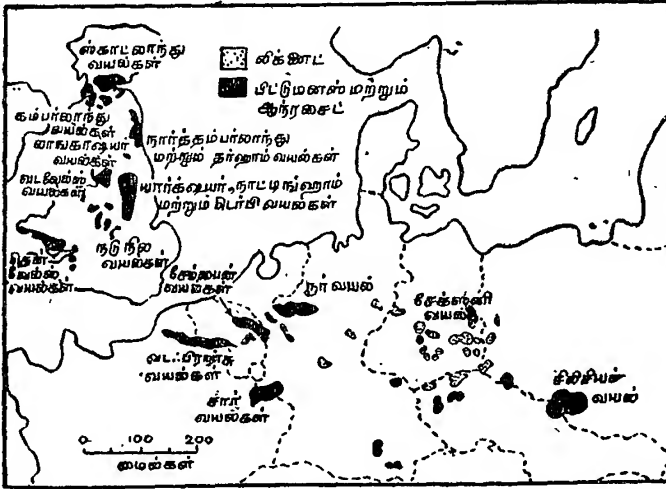 ஸ்காட்லாந்து
வயல்கள்
லிக்னைட்
பிட்டுமனஸ் மற்றும்
ஆந்ரசைட்
கம்பர்லாந்து
வயல்கள்
லாங்காஷயர்
வயல்கள்
வடவேல்ஸ்
வயல்கள்
நார்த்தம்பர்லாந்து
மற்றும் தர்ஹாம் வயல்கள்
யார்க்ஷயர், நாட்டிங்ஹாம்
மற்றும் டெர்பி வயல்கள்
நடு நில
வயல்கள்
தென்
வேல்ஸ்
வயல்கள்
வயல்கள்
ரூர் வயல்
சேக்ஸனி
வயல்
வட ஃபிரான்சு
வயல்கள்
சார்
வயல்கள்
சிலிசியன்
வயல்
0 100 200
மைல்கள்